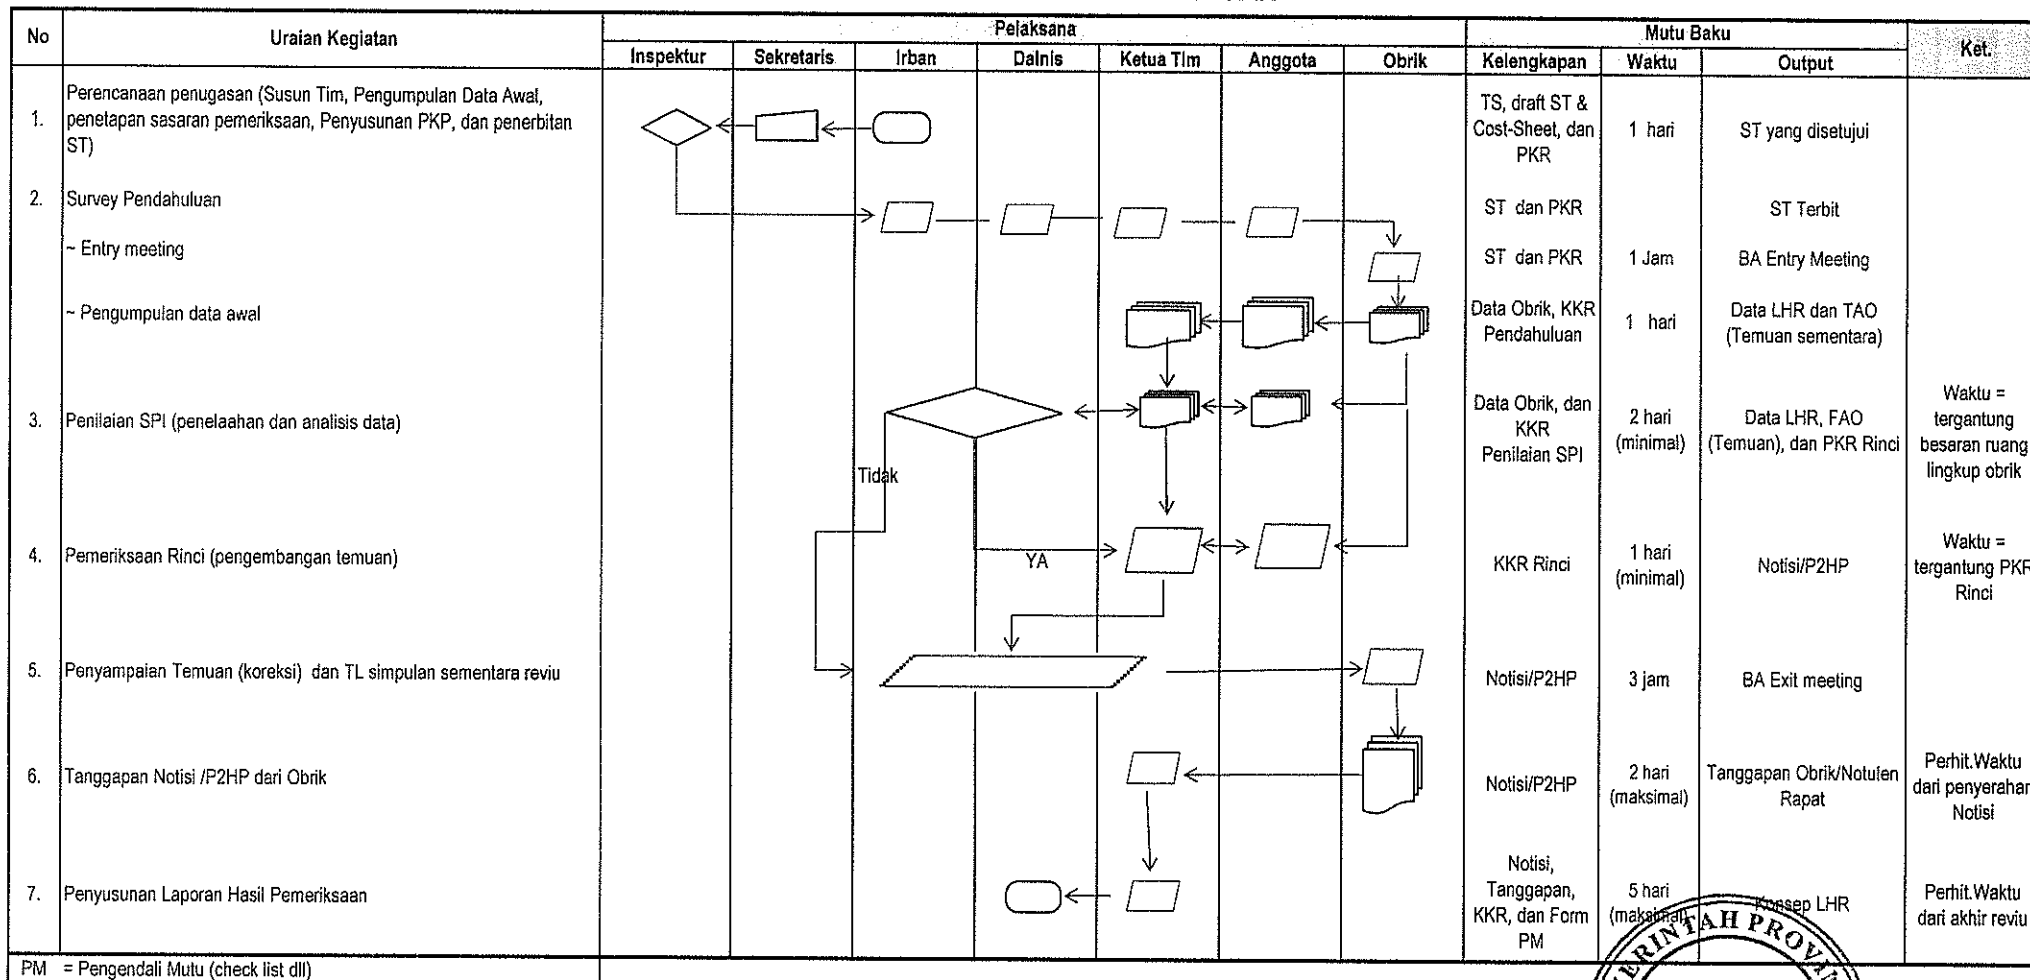 No
Uraian Kegiatan
Pelaksana
Mutu Baku
Ket.
Inspektur
Sekretaris
Irban
Dalnis
Ketua Tim
Anggota
Obrik
Kelengkapan
Waktu
Output
1.
Perencanaan penugasan (Susun Tim, Pengumpulan Data Awal,
penetapan sasaran pemeriksaan, Penyusunan PKP, dan penerbitan
ST)
TS, draft ST &
Cost-Sheet, dan
PKR
1 hari
ST yang disetujui
2.
Survey Pendahuluan
ST dan PKR
ST Terbit
~ Entry meeting
ST dan PKR
1 Jam
BA Entry Meeting
~ Pengumpulan data awal
Data Obrik, KKR
Pendahuluan
1 hari
Data LHR dan TAO
(Temuan sementara)
3.
Penilaian SPI (penelaahan dan analisis data)
Tidak
YA
Data Obrik, dan
KKR
Penilaian SPI
2 hari
(minimal)
Data LHR, FAO
(Temuan), dan PKR Rinci
Waktu =
tergantung
besaran ruang
lingkup obrik
4.
Pemeriksaan Rinci (pengembangan temuan)
KKR Rinci
1 hari
(minimal)
Notisi/P2HP
Waktu =
tergantung PKR
Rinci
5.
Penyampaian Temuan (koreksi) dan TL simpulan sementara reviu
Notisi/P2HP
3 jam
BA Exit meeting
6.
Tanggapan Notisi /P2HP dari Obrik
Notisi/P2HP
2 hari
(maksimal)
Tanggapan Obrik/Notulen
Rapat
Perhit.Waktu
dari penyerahan
Notisi
7.
Penyusunan Laporan Hasil Pemeriksaan
Notisi,
Tanggapan,
KKR, dan Form
PM
5 hari
(maksimal)
Konsep LHR
Perhit.Waktu
dari akhir reviu
PM = Pengendali Mutu (check list dll)
ERINTAH PROV